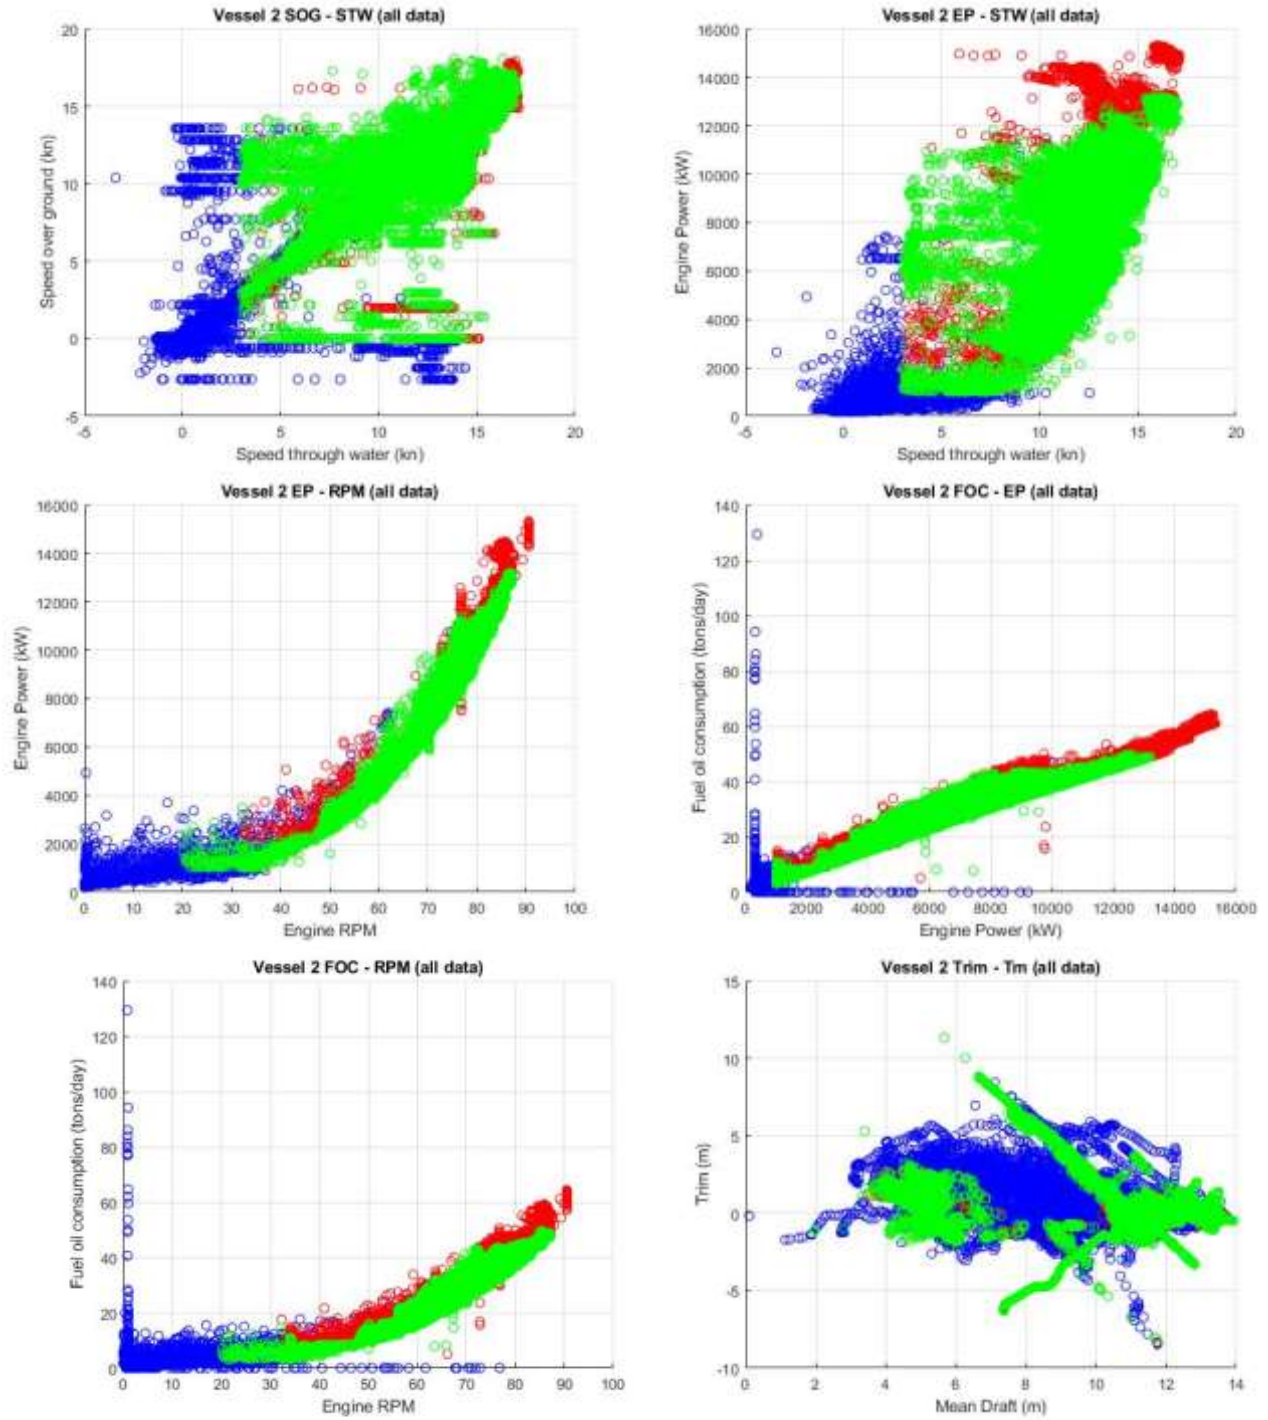 Vessel 2 SOG - STW (all data)
20
15
10
5
0
-5
-5 0 5 10 15 20
Speed over ground (kn)
Speed through water (kn)
Vessel 2 EP - STW (all data)
16000
14000
12000
10000
8000
6000
4000
2000
0
-5 0 5 10 15 20
Engine Power (kW)
Speed through water (kn)
Vessel 2 EP - RPM (all data)
16000
14000
12000
10000
8000
6000
4000
2000
0
0 10 20 30 40 50 60 70 80 90 100
Engine Power (kW)
Engine RPM
Vessel 2 FOC - EP (all data)
140
120
100
80
60
40
20
0
0 2000 4000 6000 8000 10000 12000 14000 16000
Fuel oil consumption (tons/day)
Engine Power (kW)
Vessel 2 FOC - RPM (all data)
140
120
100
80
60
40
20
0
0 10 20 30 40 50 60 70 80 90 100
Fuel oil consumption (tons/day)
Engine RPM
Vessel 2 Trim - Tm (all data)
15
10
5
0
-5
-10
0 2 4 6 8 10 12 14
Trim (m)
Mean Draft (m)